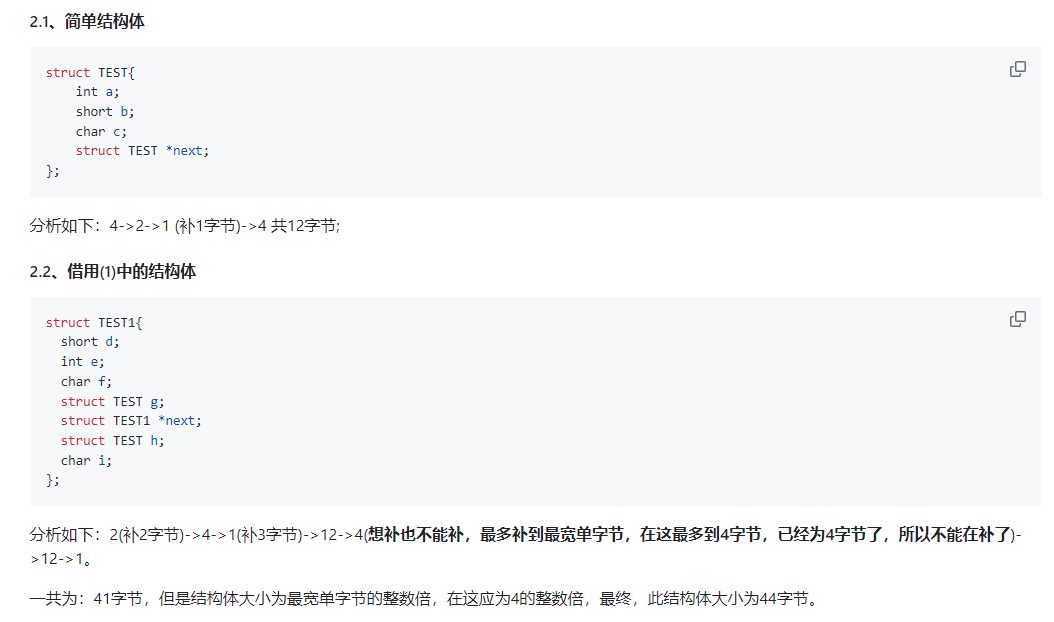 2.1、简单结构体
struct TEST{
    int a;
    short b;
    char c;
    struct TEST *next;
};
分析如下：4->2->1 (补1字节)->4 共12字节;
2.2、借用(1)中的结构体
struct TEST1{
  short d;
  int e;
  char f;
  struct TEST g;
  struct TEST1 *next;
  struct TEST h;
  char i;
};
分析如下：2(补2字节)->4->1(补3字节)->12->4(想补也不能补，最多补到最宽单字节，在这最多到4字节，已经为4字节了，所以不能在补了)-
>12->1。
一共为：41字节，但是结构体大小为最宽单字节的整数倍，在这应为4的整数倍，最终，此结构体大小为44字节。